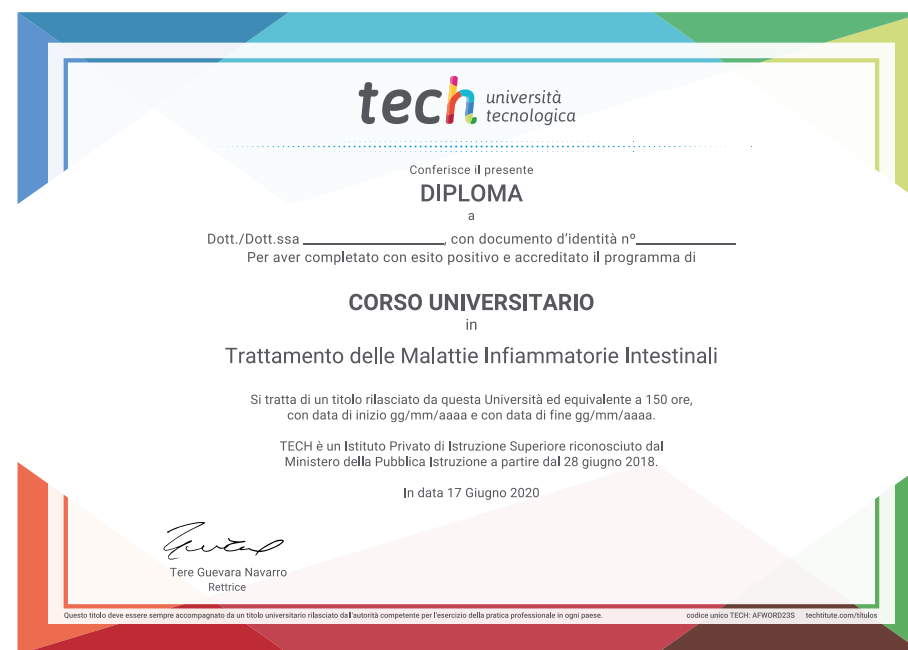 tech università
tecnologica
Conferisce il presente
DIPLOMA
a
Dott./Dott.ssa ____________________, con documento d'identità nº______________
Per aver completato con esito positivo e accreditato il programma di
CORSO UNIVERSITARIO
in
Trattamento delle Malattie Infiammatorie Intestinali
Si tratta di un titolo rilasciato da questa Università ed equivalente a 150 ore,
con data di inizio gg/mm/aaaa e con data di fine gg/mm/aaaa.
TECH è un Istituto Privato di Istruzione Superiore riconosciuto dal
Ministero della Pubblica Istruzione a partire dal 28 giugno 2018.
In data 17 Giugno 2020
Tere Guevara Navarro
Rettrice
Questo titolo deve essere sempre accompagnato da un titolo universitario rilasciato dall'autorità competente per l'esercizio della pratica professionale in ogni paese. codice unico TECH: AFWORD23S techtitute.com/titulos